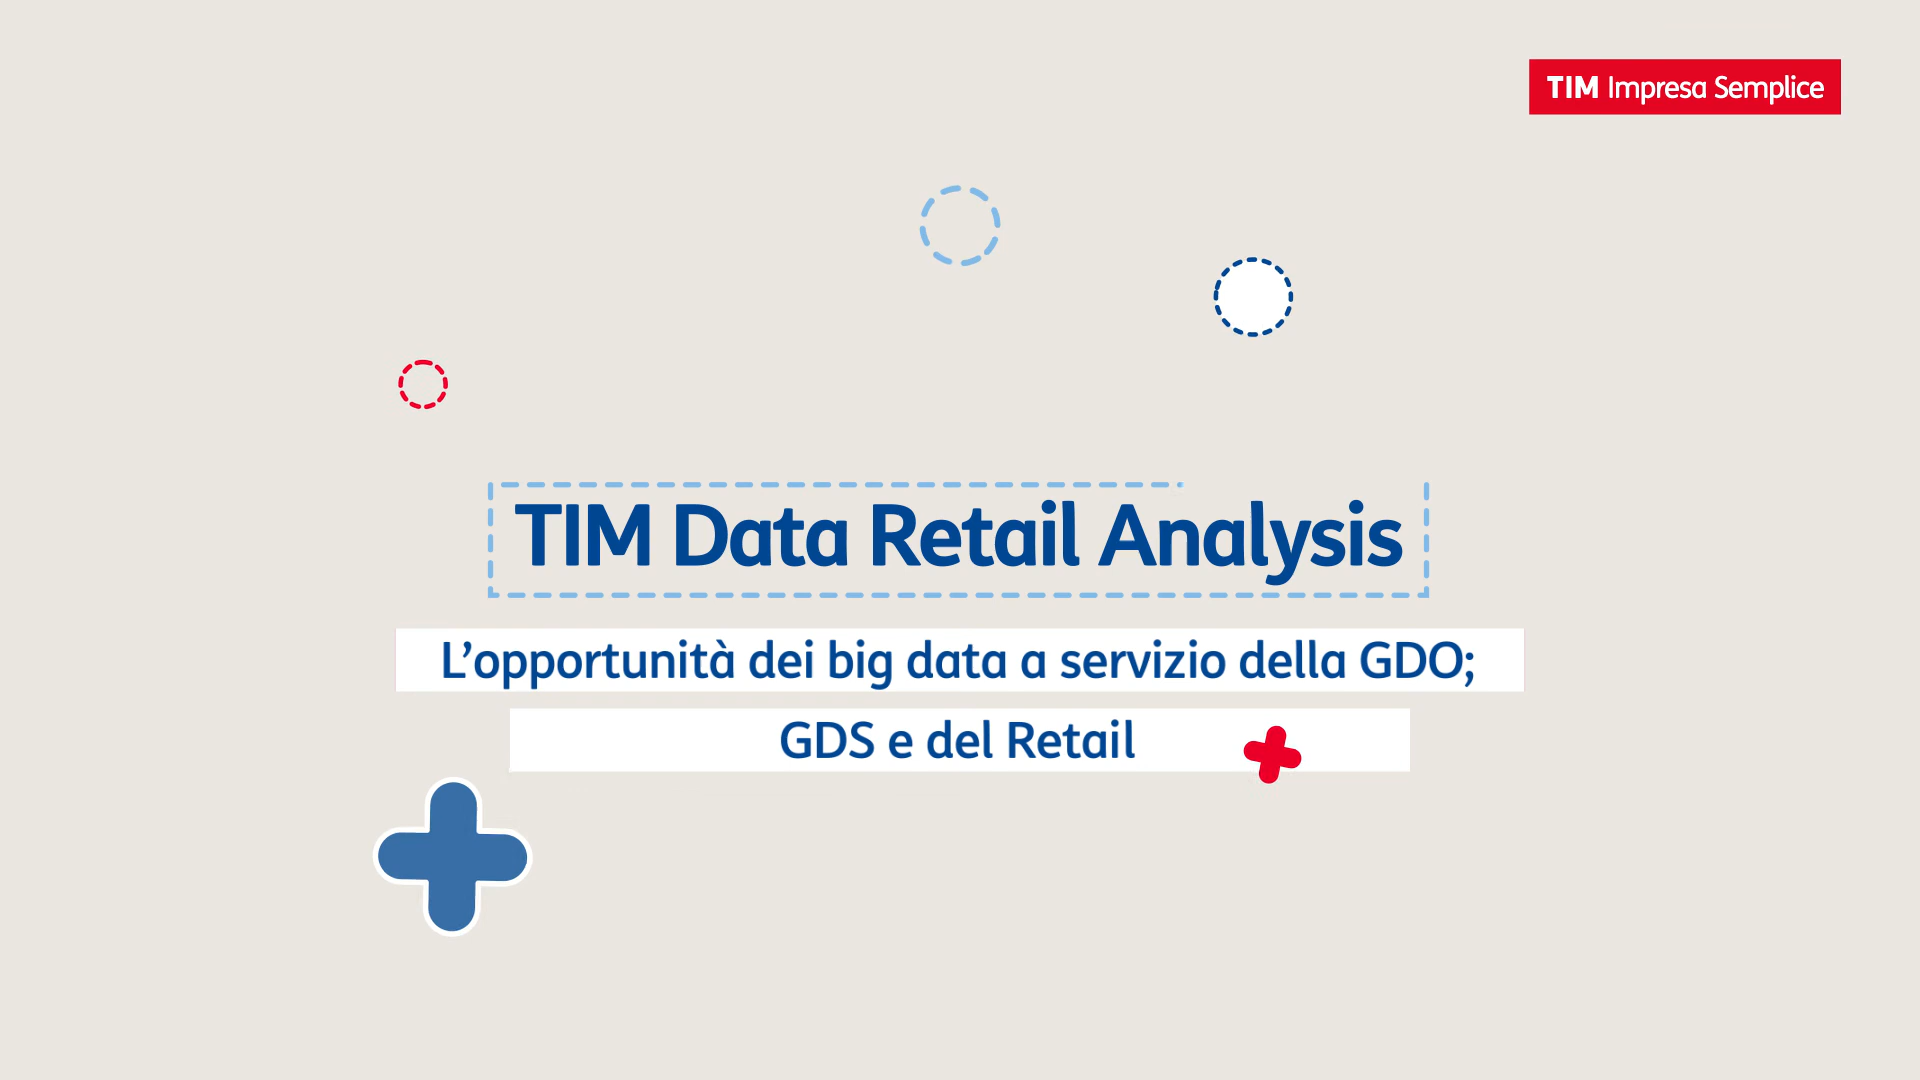 TIM Impresa Semplice
TIM Data Retail Analysis
L’opportunità dei big data a servizio della GDO;
GDS e del Retail